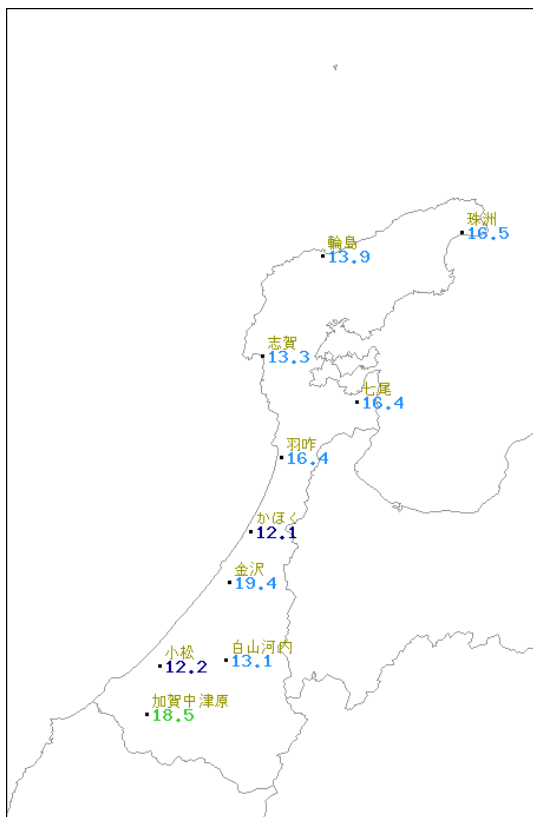 珠洲
16.5
輪島
13.9
志賀
13.3
七尾
16.4
羽咋
16.4
かほく
12.1
金沢
19.4
白山河内
13.1
小松
12.2
加賀中津原
18.5